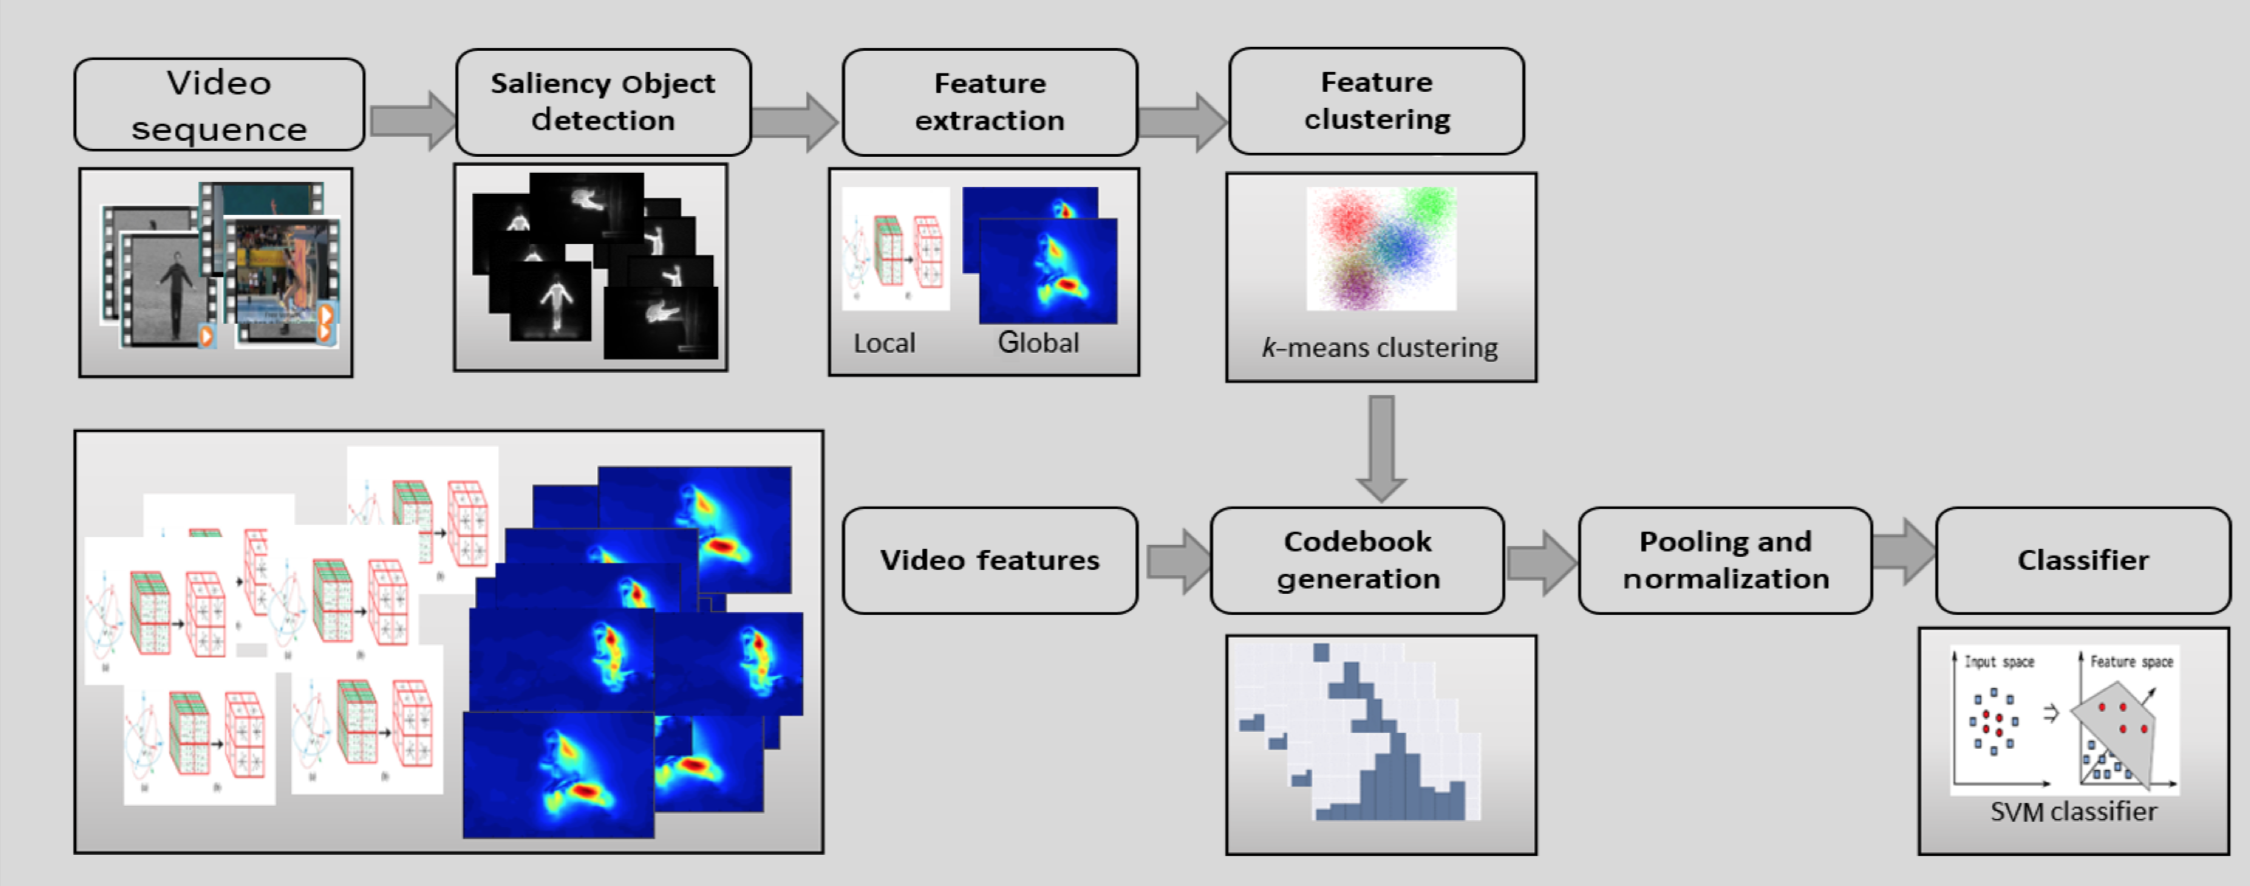 Video
sequence
Saliency Object
detection
Feature
extraction
Feature
clustering
Local
Global
k-means clustering
Video features
Codebook
generation
Pooling and
normalization
Classifier
Input space
Feature space
SVM classifier